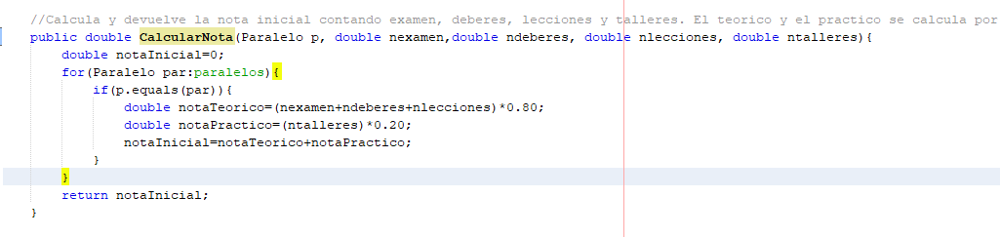 //Calcula y devuelve la nota inicial contando examen, deberes, lecciones y talleres. El teorico y el practico se calcula por
public double CalcularNota(Paralelo p, double nexamen,double ndeberes, double nlecciones, double ntalleres){
double notaInicial=0;
for(Paralelo par:paralelos){
if(p.equals(par)){
double notaTeorico=(nexamen+ndeberes+nlecciones)*0.80;
double notaPractico=(ntalleres)*0.20;
notaInicial=notaTeorico+notaPractico;
}
}
return notaInicial;
}